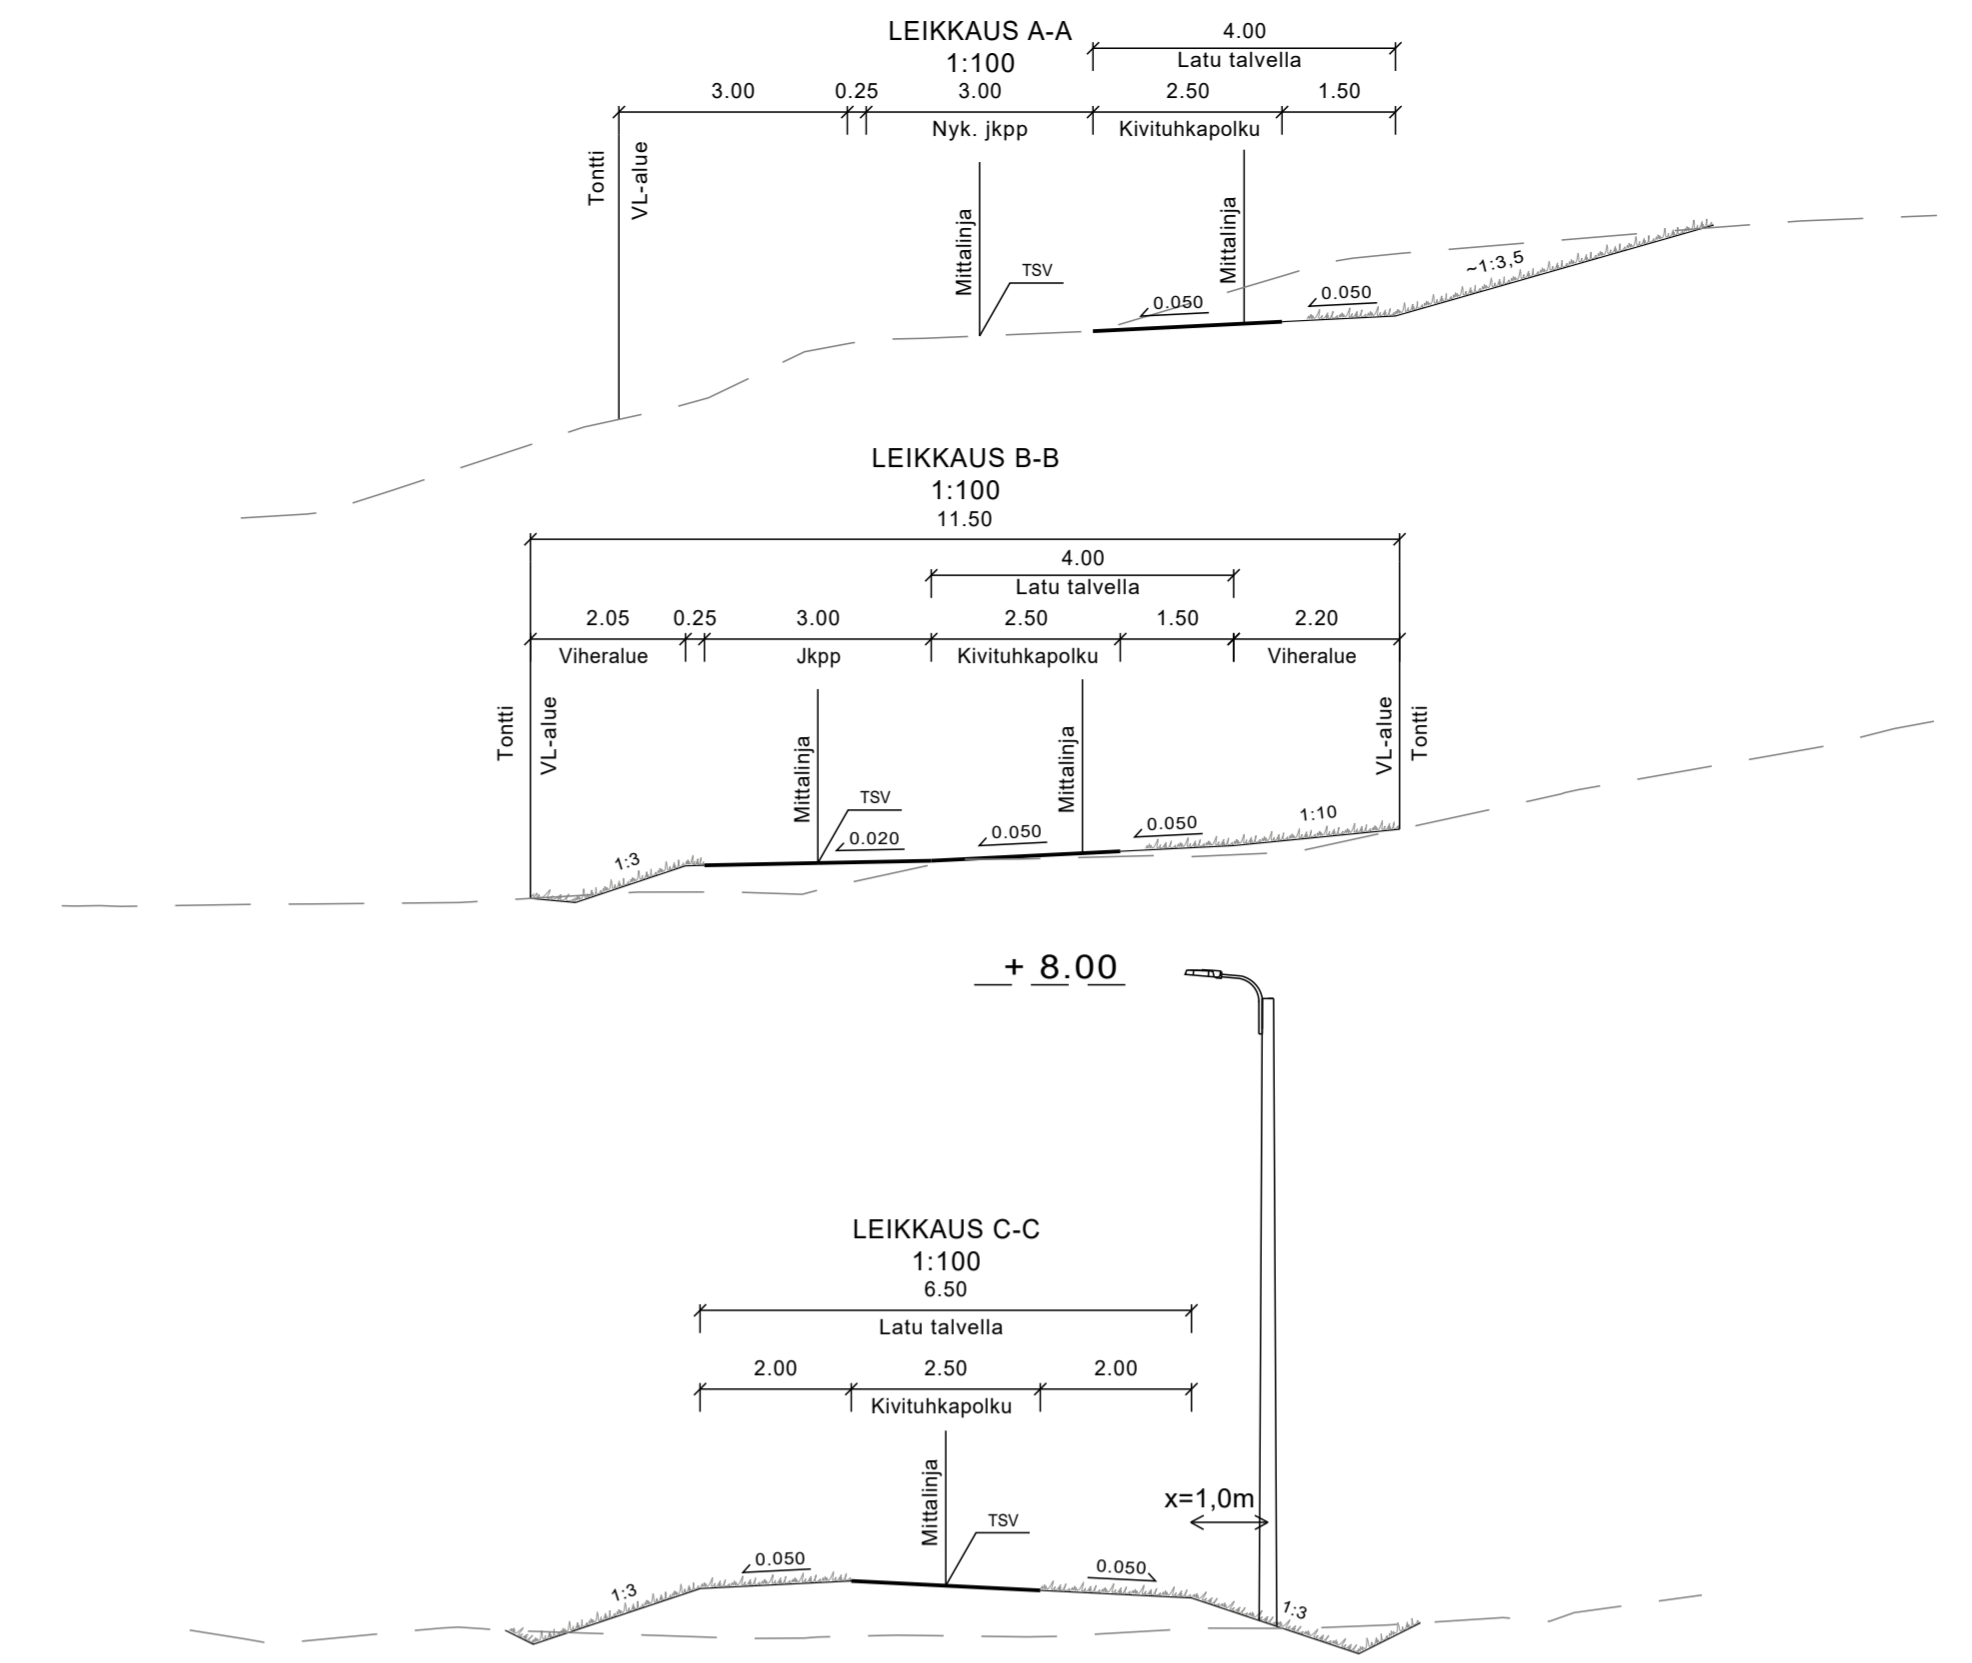 LEIKKAUS A-A
1:100
4.00
Latu talvella
3.00 0.25 3.00 2.50 1.50
Nyk. jkpp Kivituhkapolku
Tontti
VL-alue
Mittalinja
Mittalinja
TSV
0.050
0.050
~1:3,5
LEIKKAUS B-B
1:100
11.50
4.00
Latu talvella
2.05 0.25 3.00 2.50 1.50 2.20
Viheralue Jkpp Kivituhkapolku Viheralue
Tontti
VL-alue
Mittalinja
Mittalinja
VL-alue
Tontti
TSV
1:3
0.020
0.050
0.050
1:10
+ 8.00
LEIKKAUS C-C
1:100
6.50
Latu talvella
2.00 2.50 2.00
Kivituhkapolku
Mittalinja
x=1,0m
TSV
1:3
0.050
0.050
1:3